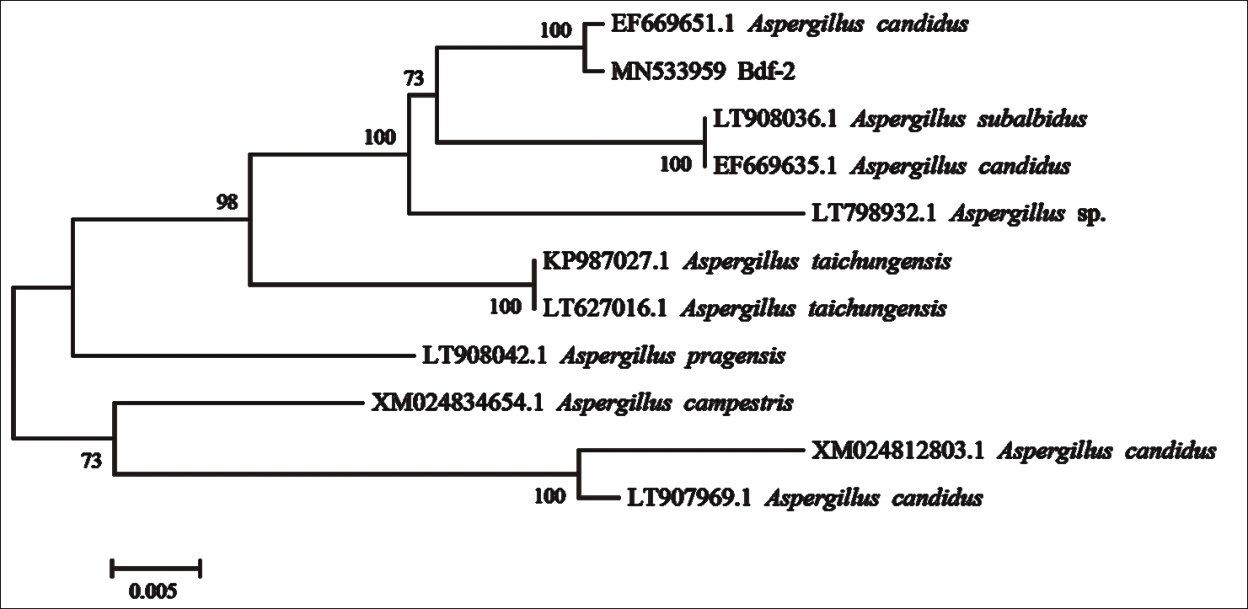 100 EF669651.1 Aspergillus candidus
MN533959 Bdf-2
73
LT908036.1 Aspergillus subalbidus
100
100 EF669635.1 Aspergillus candidus
98
LT798932.1 Aspergillus sp.
KP987027.1 Aspergillus taichungensis
100 LT627016.1 Aspergillus taichungensis
LT908042.1 Aspergillus pragensis
XM024834654.1 Aspergillus campestris
73
XM024812803.1 Aspergillus candidus
100 LT907969.1 Aspergillus candidus
0.005